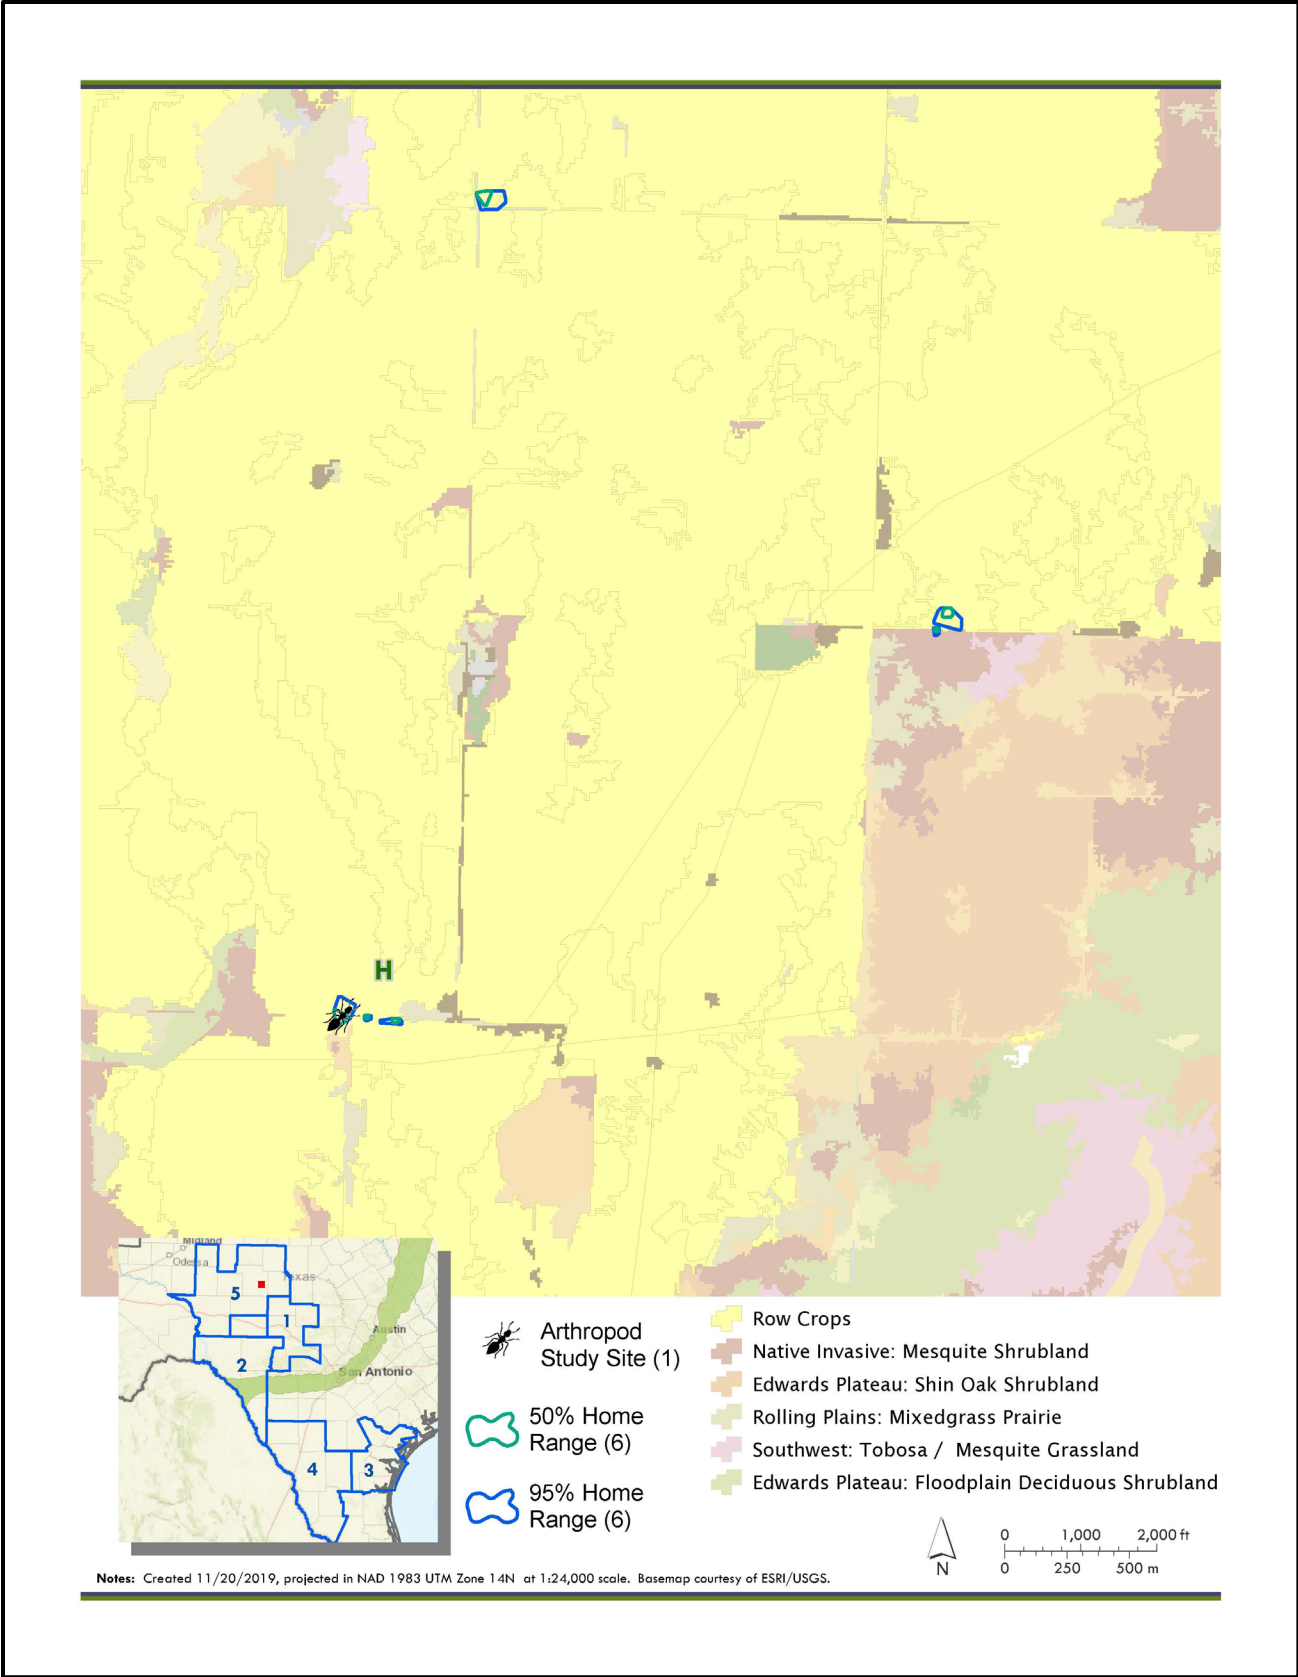 H
Midland
Odessa
Texas
5
1
Austin
2
San Antonio
4
3
Arthropod
Study Site (1)
50% Home
Range (6)
95% Home
Range (6)
Row Crops
Native Invasive: Mesquite Shrubland
Edwards Plateau: Shin Oak Shrubland
Rolling Plains: Mixedgrass Prairie
Southwest: Tobosa / Mesquite Grassland
Edwards Plateau: Floodplain Deciduous Shrubland
N
0 1,000 2,000 ft
0 250 500 m
Notes: Created 11/20/2019, projected in NAD 1983 UTM Zone 14N at 1:24,000 scale. Basemap courtesy of ESRI/USGS.